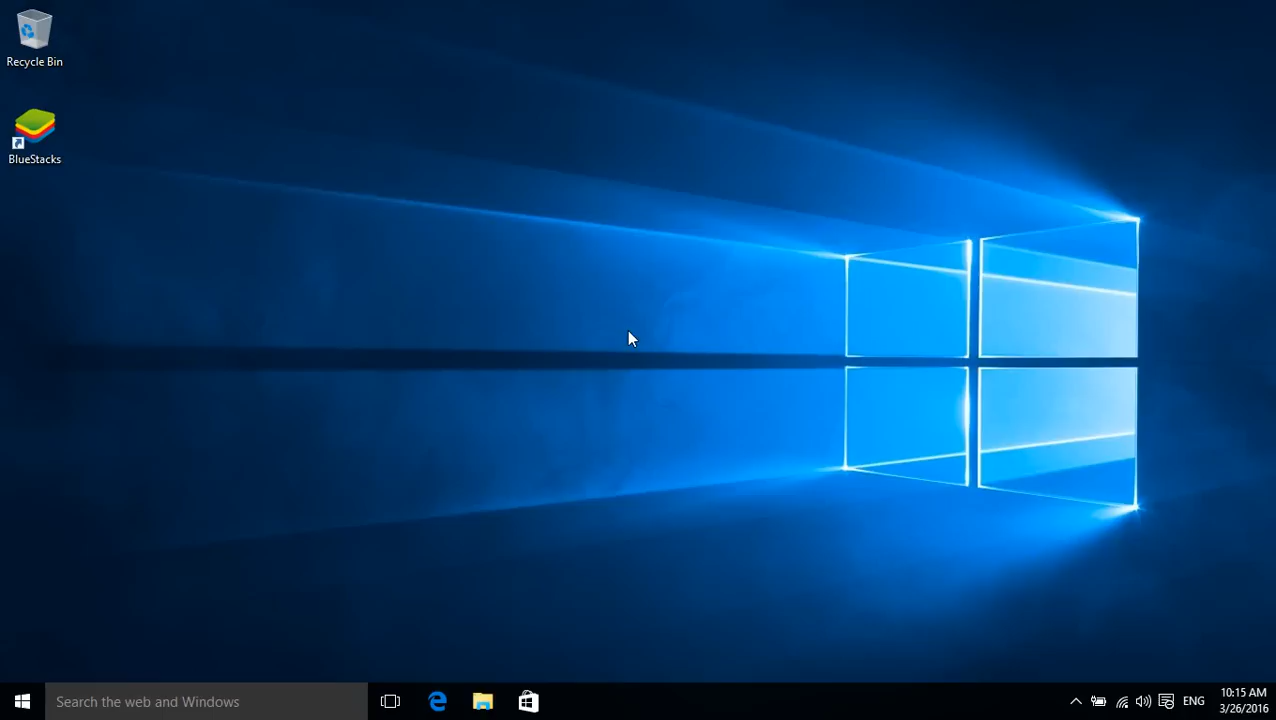 Recycle Bin
BlueStacks
Search the web and Windows
ENG
10:15 AM
3/26/2016